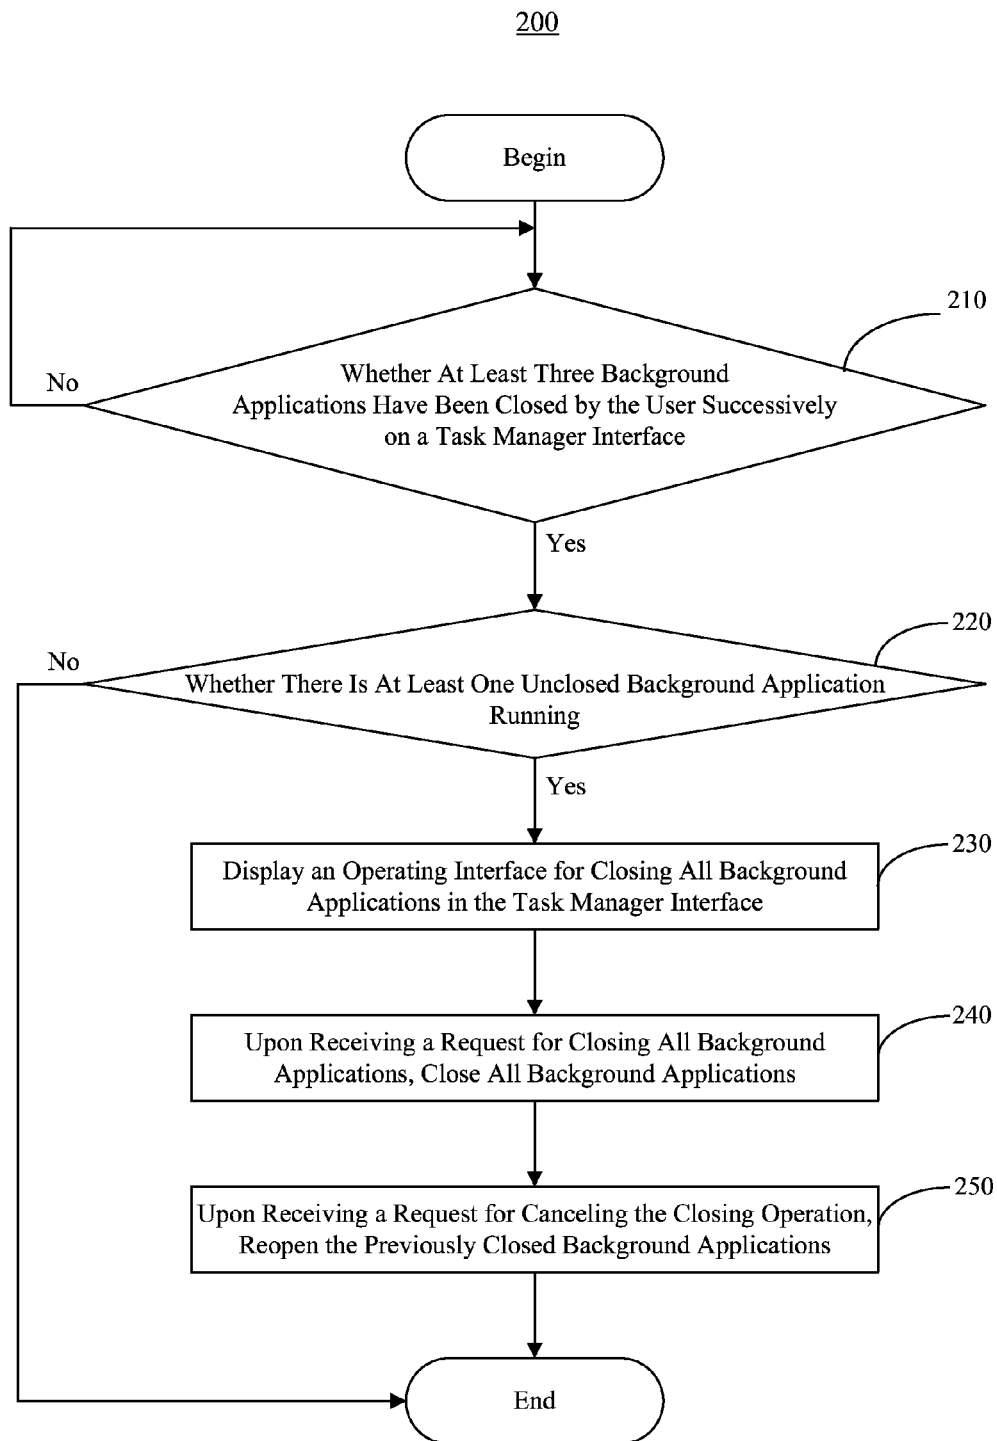 200
Begin
210
Whether At Least Three Background
Applications Have Been Closed by the User Successively
on a Task Manager Interface
No
Yes
220
No
Whether There Is At Least One Unclosed Background Application
Running
Yes
230
Display an Operating Interface for Closing All Background
Applications in the Task Manager Interface
240
Upon Receiving a Request for Closing All Background
Applications, Close All Background Applications
250
Upon Receiving a Request for Canceling the Closing Operation,
Reopen the Previously Closed Background Applications
End